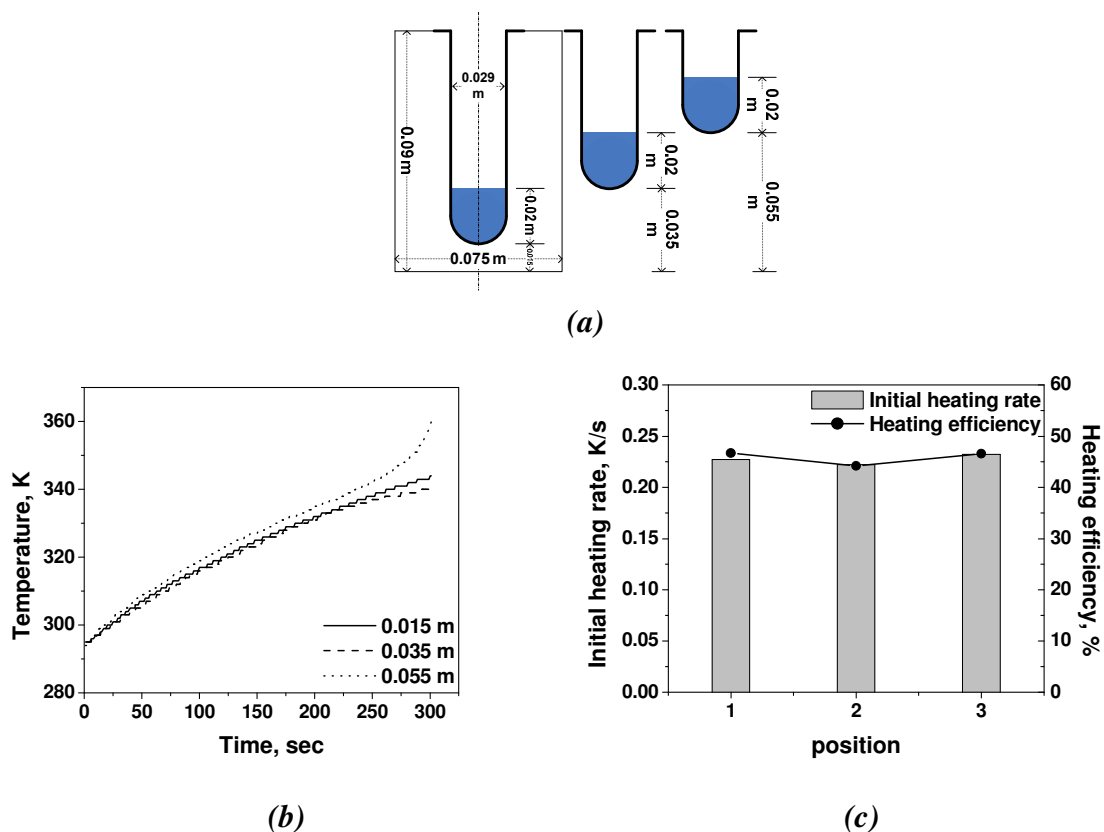 0.029
m
0.09 m
0.02 m
0.015
0.075 m
0.02
m
0.035
m
0.02
m
0.055
m
(a)
360
340
320
300
280
0 50 100 150 200 250 300
Temperature, K
Time, sec
0.015 m
0.035 m
0.055 m
(b)
0.30
0.25
0.20
0.15
0.10
0.05
0.00
Initial heating rate, K/s
Initial heating rate
Heating efficiency
60
50
40
30
20
10
0
Heating efficiency, %
1 2 3
position
(c)